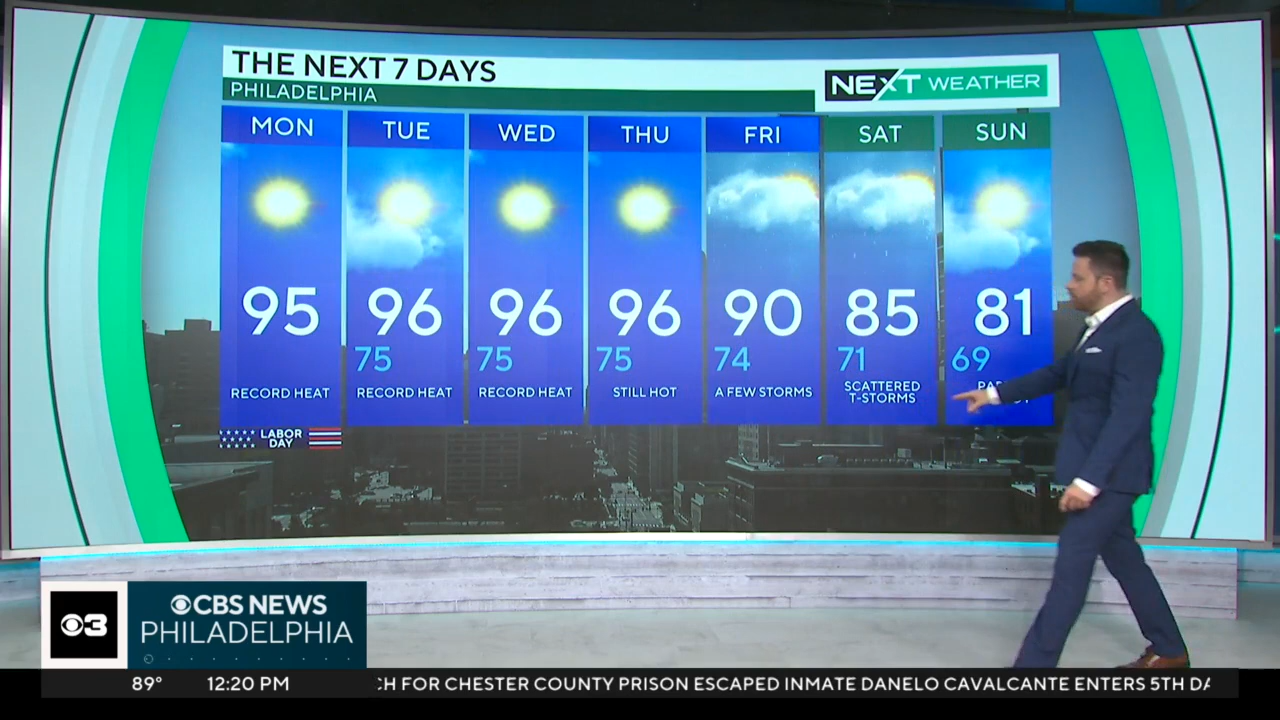 THE NEXT 7 DAYS
PHILADELPHIA
NEXT WEATHER
MON TUE WED THU FRI SAT SUN
95 96 96 96 90 85 81
75 75 75 74 71 69
RECORD HEAT RECORD HEAT RECORD HEAT STILL HOT A FEW STORMS SCATTERED
T-STORMS
LABOR
DAY
3
CBS NEWS
PHILADELPHIA
89° 12:20 PM CH FOR CHESTER COUNTY PRISON ESCAPED INMATE DANELO CAVALCANTE ENTERS 5TH